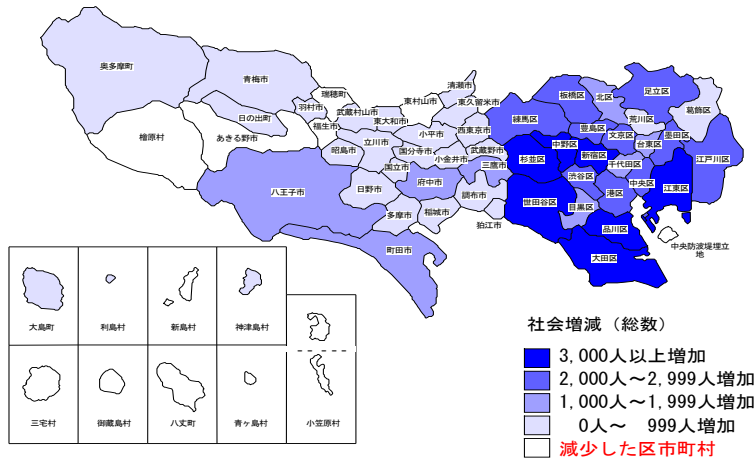 奥多摩町
青梅市
瑞穂町
羽村市
日の出町
福生市
檜原村
あきる野市
武蔵村山市
東村山市
清瀬市
東久留米市
東大和市
小平市
西東京市
昭島市
立川市
国分寺市
小金井市
武蔵野市
国立市
三鷹市
八王子市
日野市
府中市
調布市
多摩市
稲城市
狛江市
町田市
板橋区
北区
足立区
練馬区
豊島区
文京区
荒川区
葛飾区
台東区
墨田区
中野区
新宿区
杉並区
千代田区
江戸川区
渋谷区
中央区
江東区
世田谷区
目黒区
港区
品川区
大田区
中央防波堤埋立
地
大島町
利島村
新島村
神津島村
三宅村
御蔵島村
八丈町
青ヶ島村
小笠原村
社会増減（総数）
3,000人以上増加
2,000人～2,999人増加
1,000人～1,999人増加
0人～ 999人増加
減少した区市町村